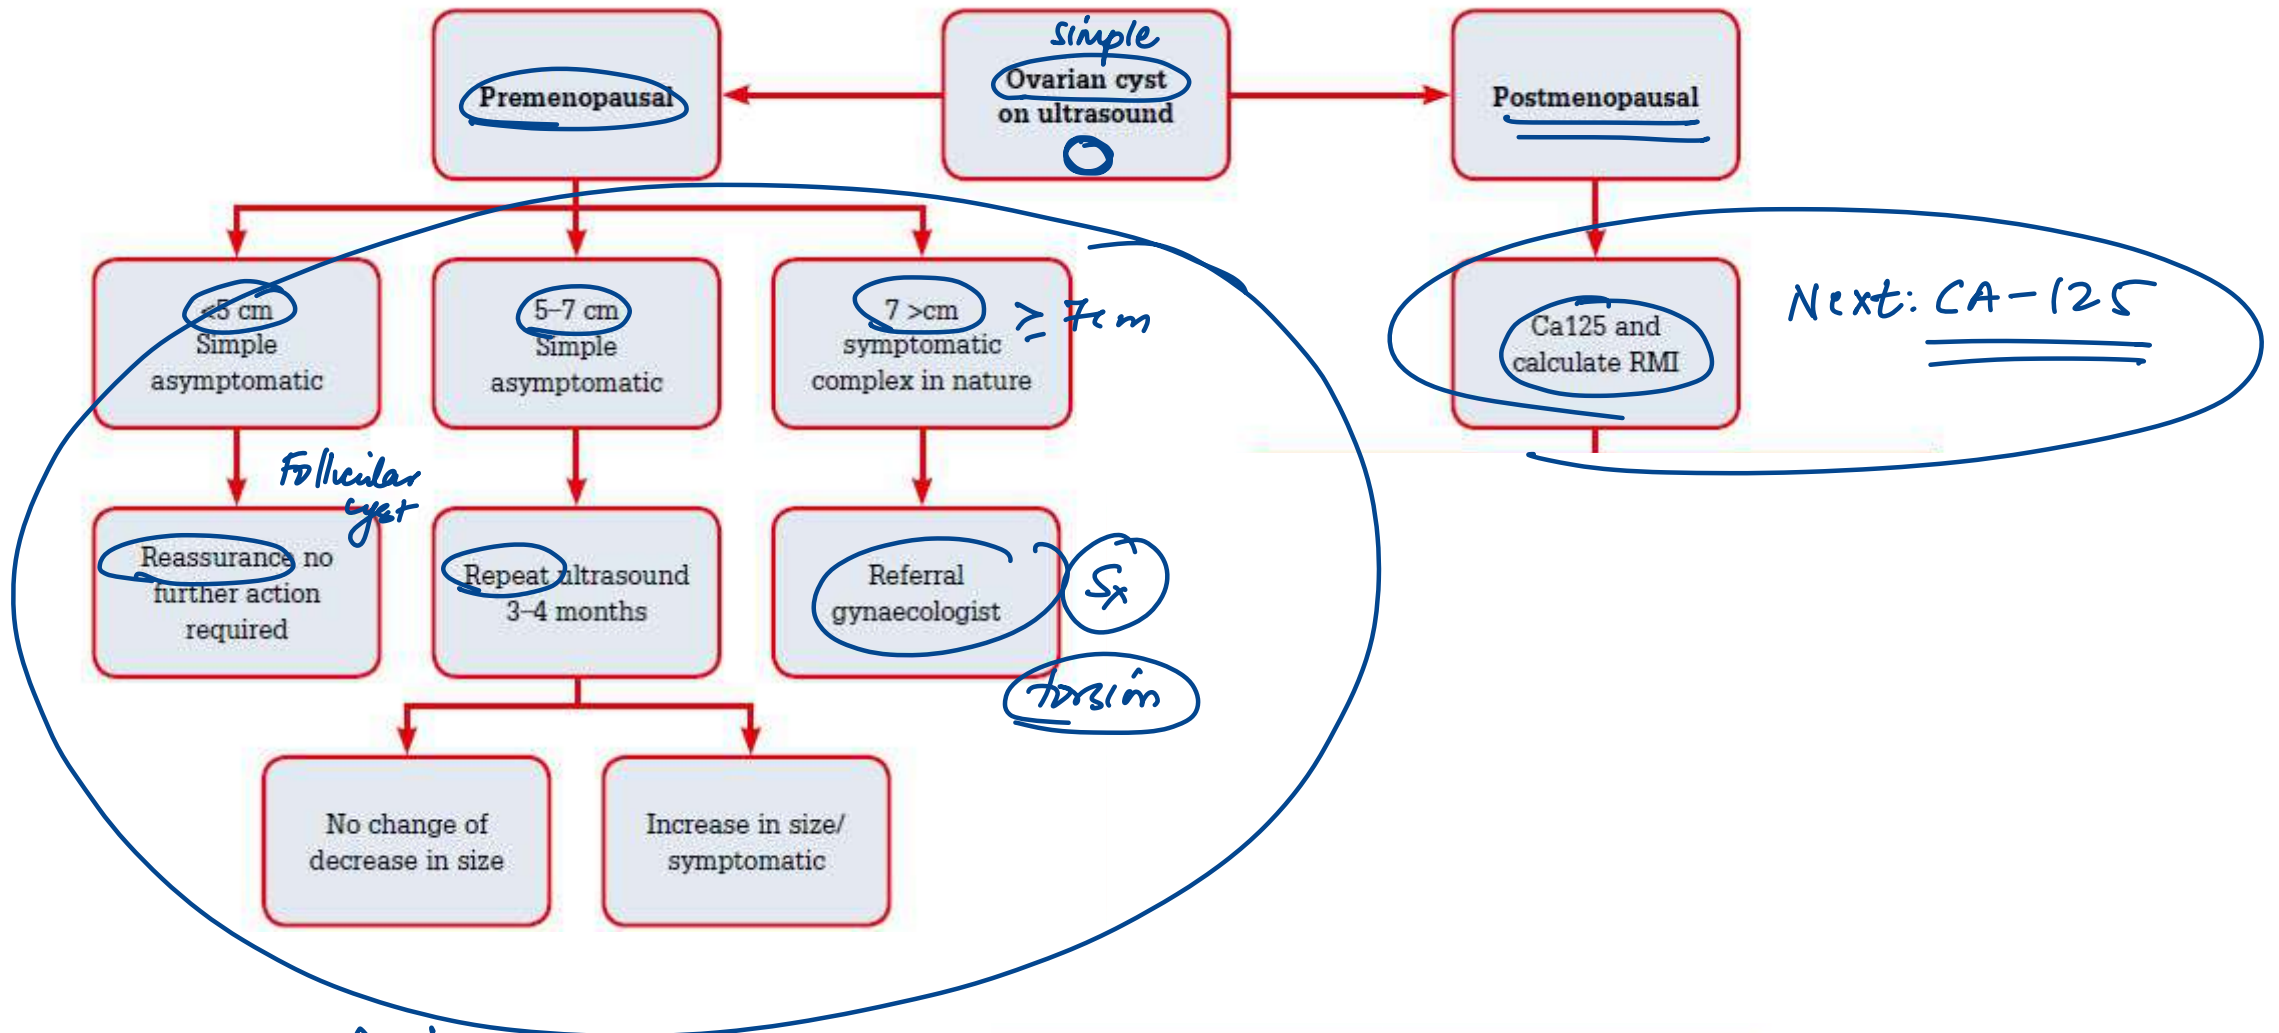 simple
Premenopausal
Ovarian cyst
on ultrasound
Postmenopausal
<5 cm
Simple
asymptomatic
5–7 cm
Simple
asymptomatic
7 >cm
symptomatic
complex in nature
≥ 7cm
Ca125 and
calculate RMI
Next: CA-125
Follicular
cyst
Reassurance no
further action
required
Repeat ultrasound
3–4 months
Referral
gynaecologist
Sx
torsion
No change of
decrease in size
Increase in size/
symptomatic